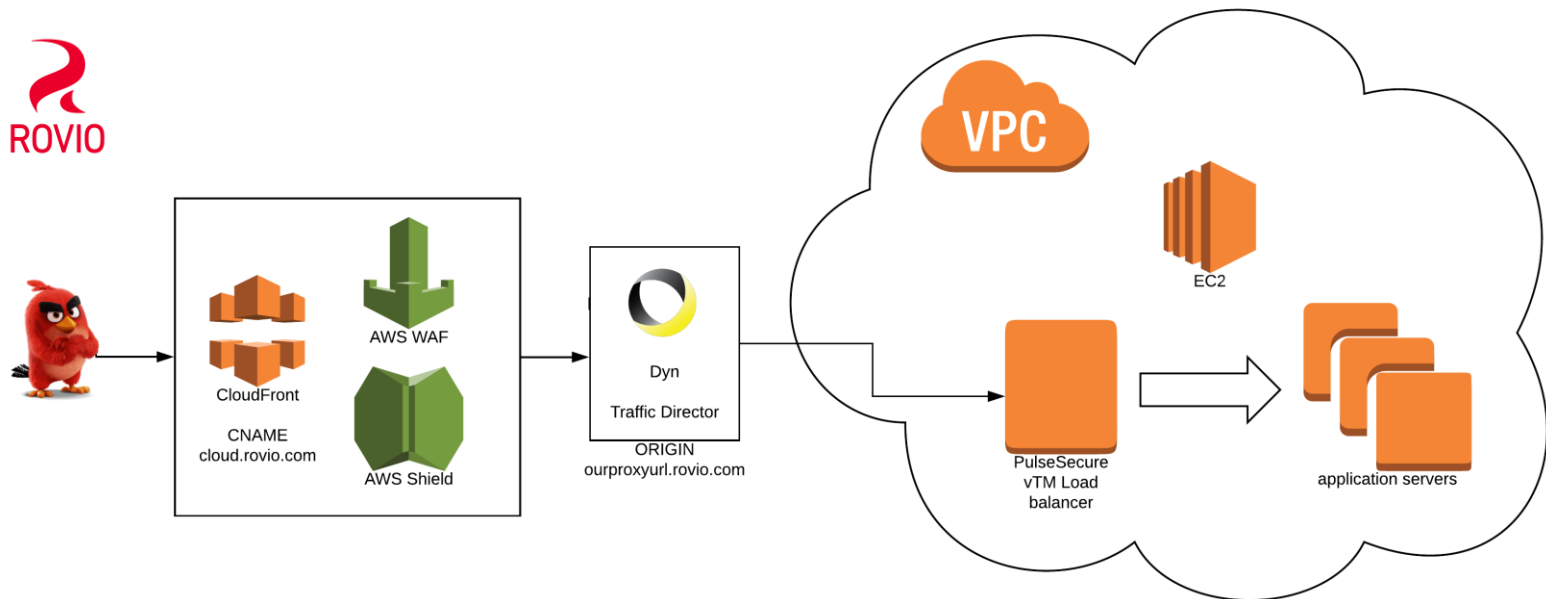 ROVIO
VPC
EC2
AWS WAF
CloudFront
CNAME
cloud.rovio.com
AWS Shield
Dyn
Traffic Director
ORIGIN
ourproxyurl.rovio.com
PulseSecure
vTM Load
balancer
application servers